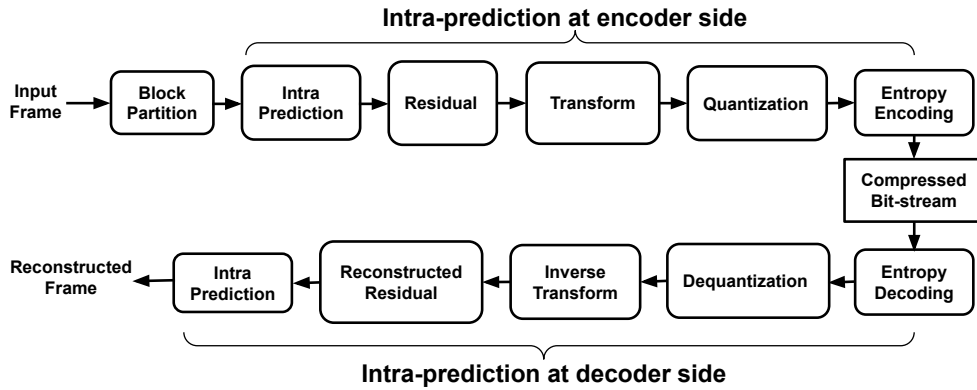 Intra-prediction at encoder side
Input
Frame
Block
Partition
Intra
Prediction
Residual
Transform
Quantization
Entropy
Encoding
Compressed
Bit-stream
Reconstructed
Frame
Intra
Prediction
Reconstructed
Residual
Inverse
Transform
Dequantization
Entropy
Decoding
Intra-prediction at decoder side